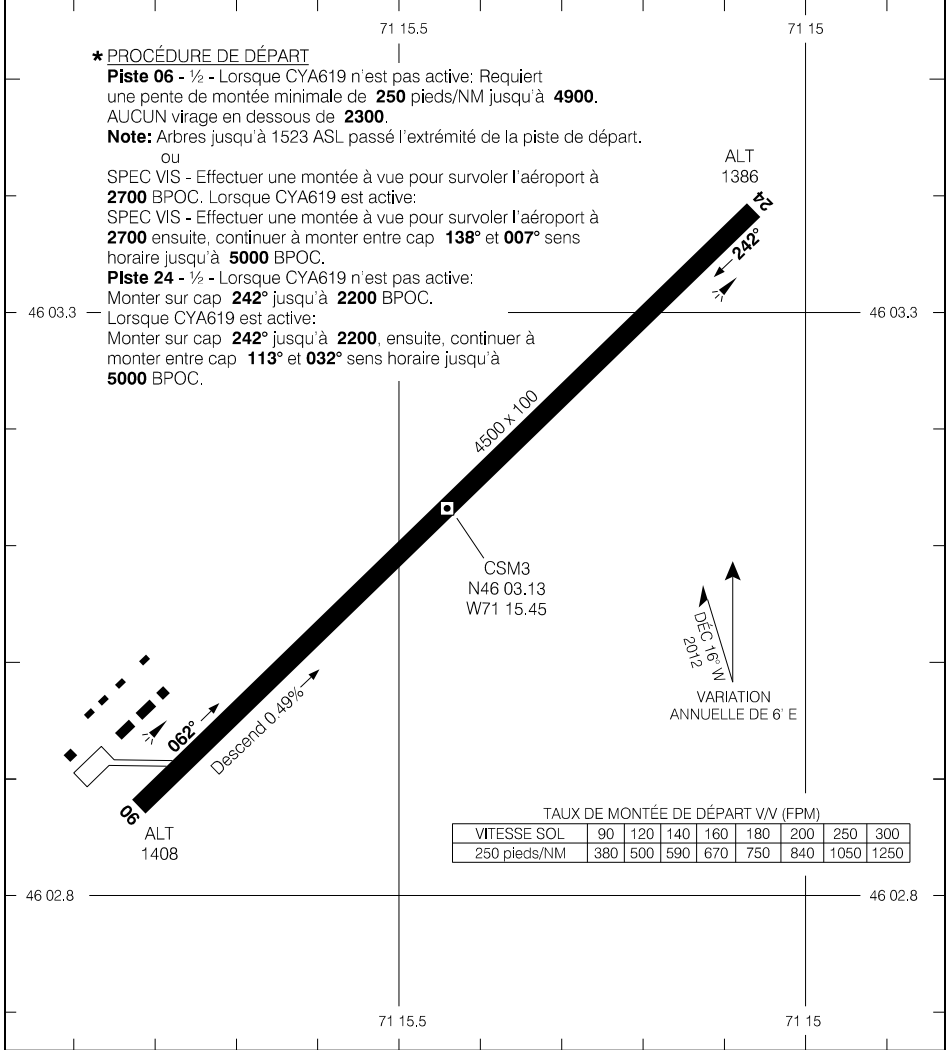 71 15.5
71 15
* PROCÉDURE DE DÉPART
Piste 06 - ½ - Lorsque CYA619 n'est pas active: Requiert
une pente de montée minimale de 250 pieds/NM jusqu'à 4900.
AUCUN virage en dessous de 2300.
Note: Arbres jusqu'à 1523 ASL passé l'extrémité de la piste de départ.
ou
SPEC VIS - Effectuer une montée à vue pour survoler l'aéroport à
2700 BPOC. Lorsque CYA619 est active:
SPEC VIS - Effectuer une montée à vue pour survoler l'aéroport à
2700 ensuite, continuer à monter entre cap 138° et 007° sens
horaire jusqu'à 5000 BPOC.
PIste 24 - ½ - Lorsque CYA619 n'est pas active:
Monter sur cap 242° jusqu'à 2200 BPOC.
Lorsque CYA619 est active:
Monter sur cap 242° jusqu'à 2200, ensuite, continuer à
monter entre cap 113° et 032° sens horaire jusqu'à
5000 BPOC.
ALT
1386
24
242°
46 03.3
46 03.3
4500 x 100
CSM3
N46 03.13
W71 15.45
DÉC 16° W
2012
VARIATION
ANNUELLE DE 6' E
062°
Descend 0.49%
06
ALT
1408
TAUX DE MONTÉE DE DÉPART V/V (FPM)
VITESSE SOL 90 120 140 160 180 200 250 300
250 pieds/NM 380 500 590 670 750 840 1050 1250
46 02.8
46 02.8
71 15.5
71 15